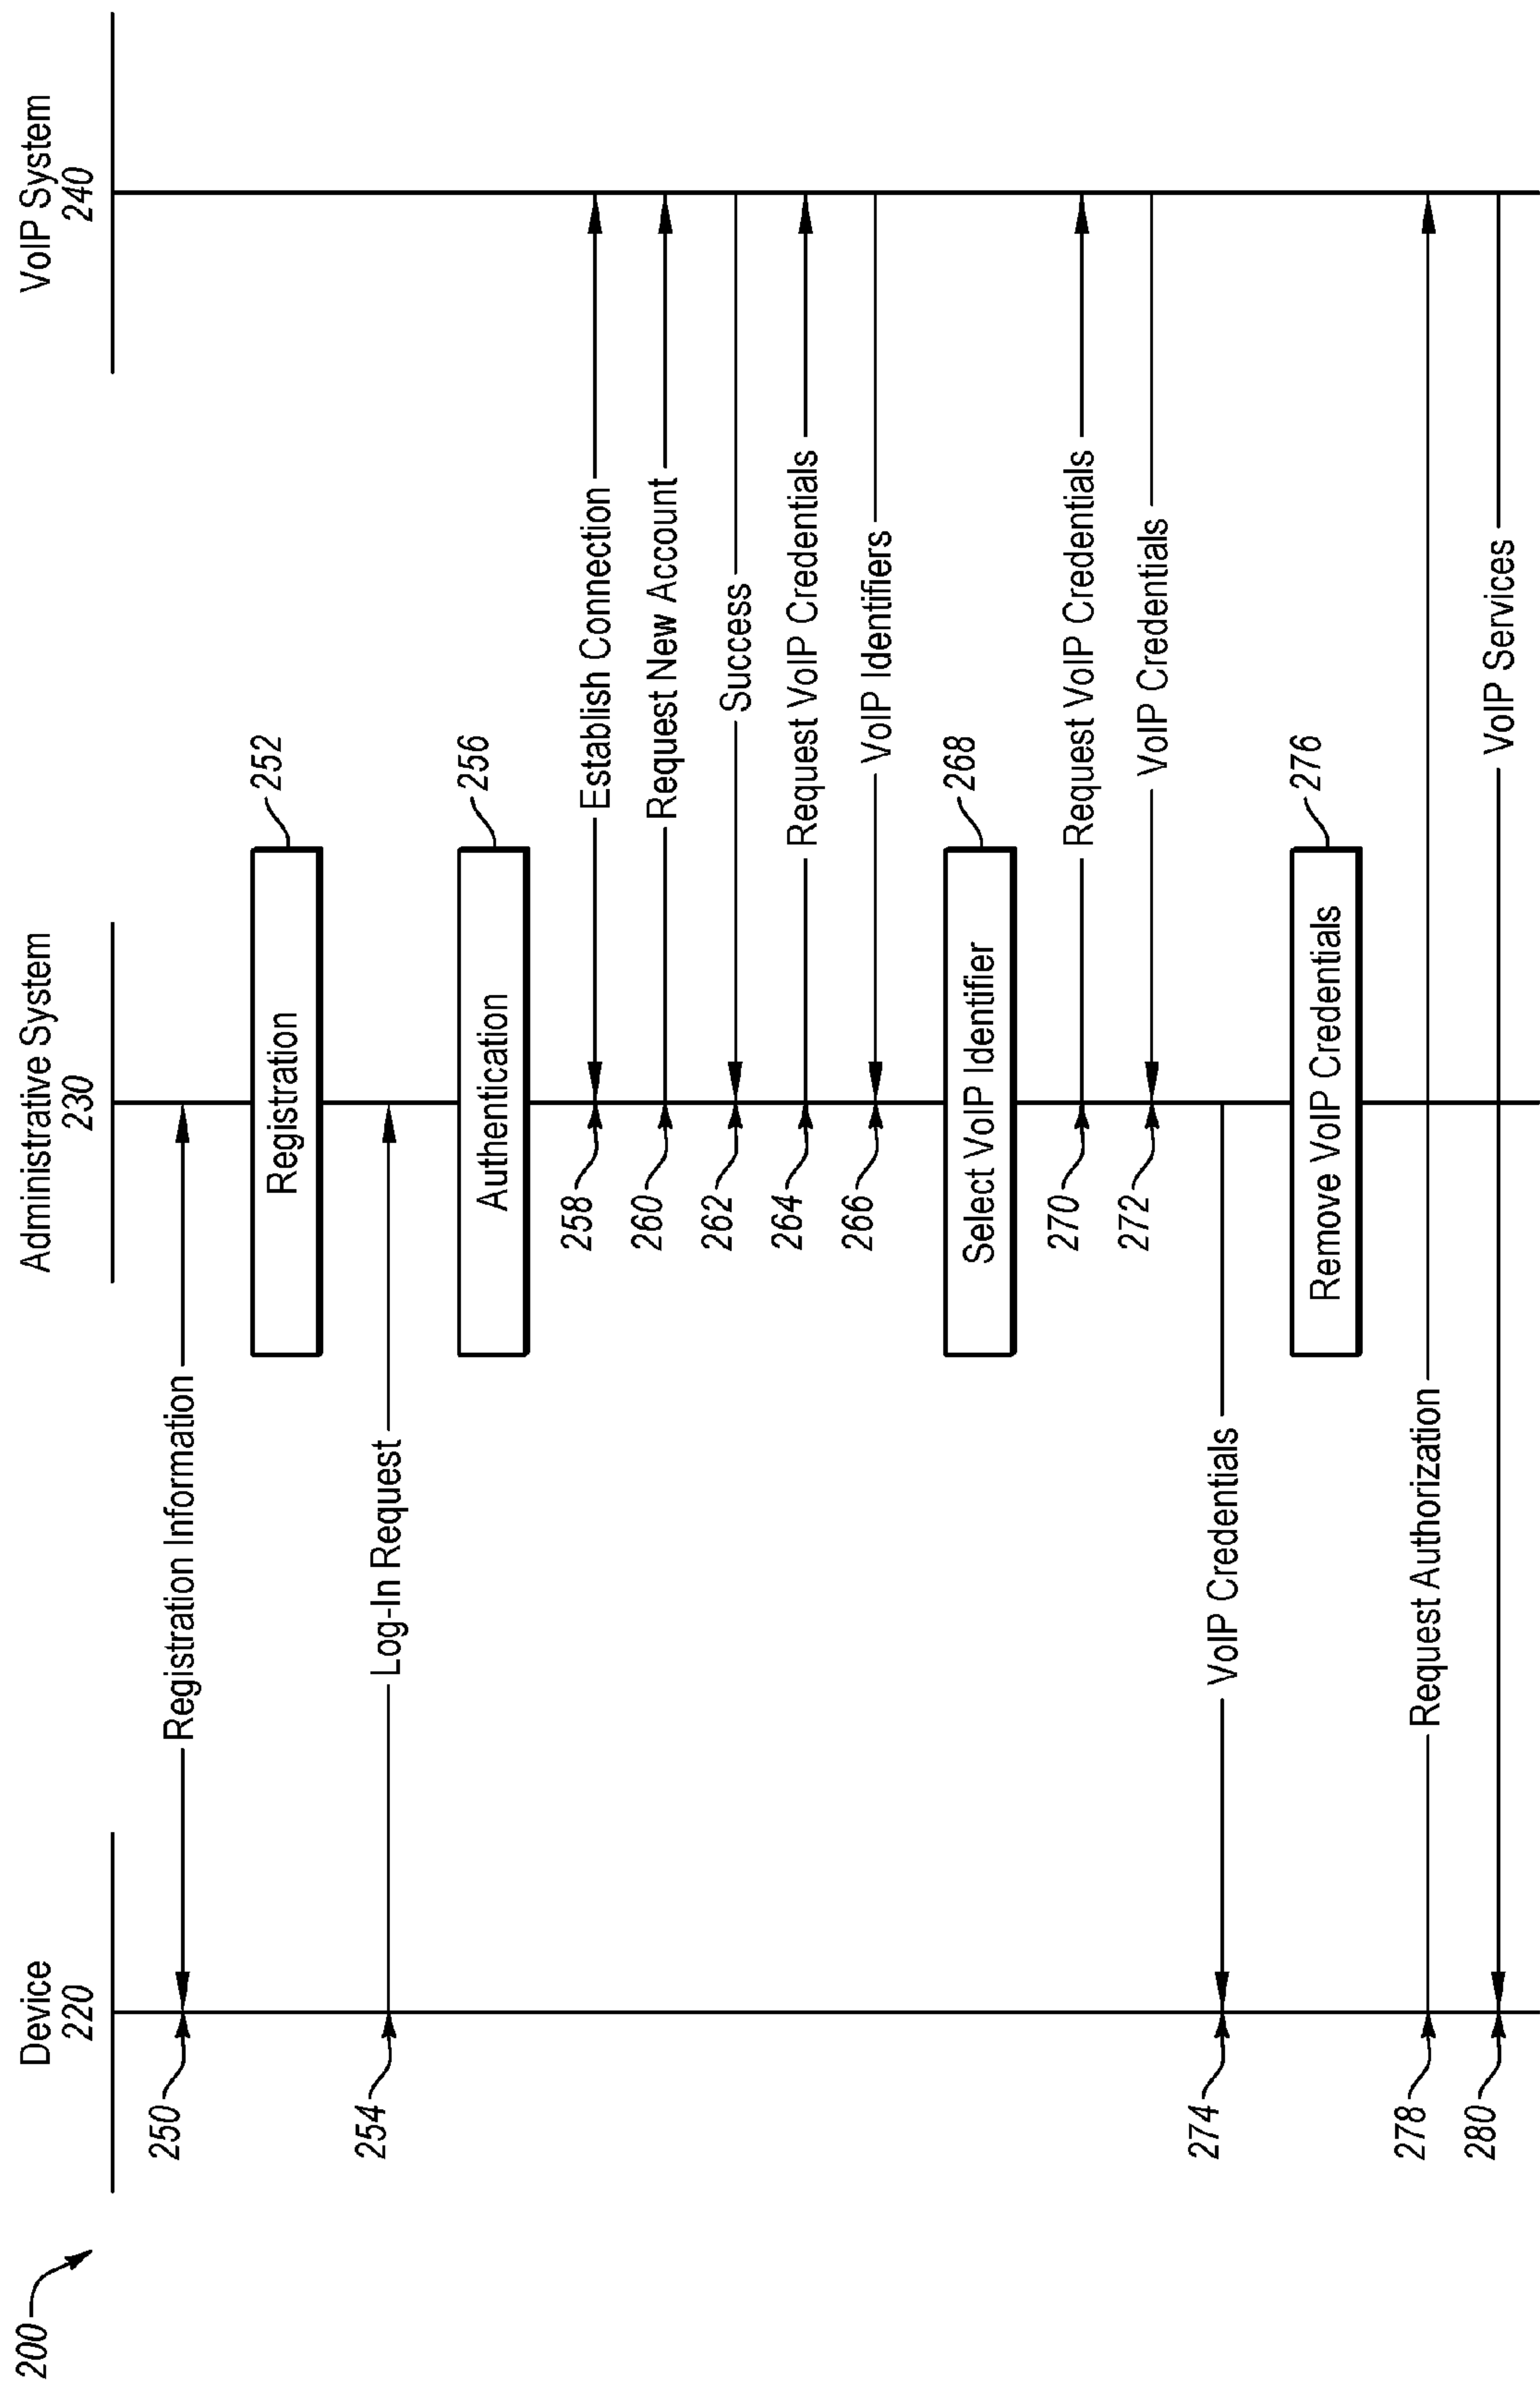 200
Device
220
Administrative System
230
VoIP System
240
250
Registration Information
Registration
252
254
Log-In Request
Authentication
256
258
Establish Connection
260
Request New Account
262
Success
264
Request VoIP Credentials
266
VoIP Identifiers
Select VoIP Identifier
268
270
Request VoIP Credentials
272
VoIP Credentials
274
VoIP Credentials
Remove VoIP Credentials
276
278
Request Authorization
280
VoIP Services